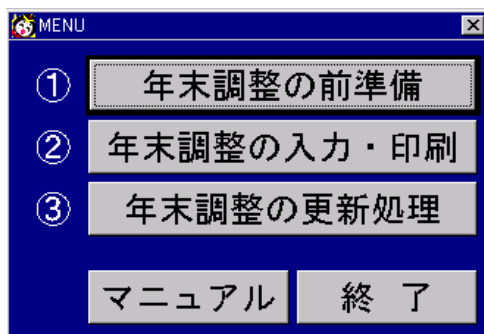 MENU
① 年末調整の前準備
② 年末調整の入力・印刷
③ 年末調整の更新処理
マニュアル 終 了